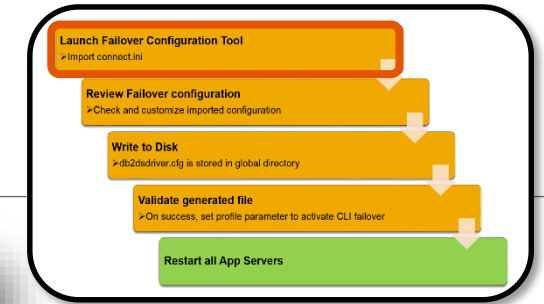 Launch Failover Configuration Tool
➢Import connect.ini
Review Failover configuration
➢Check and customize imported configuration
Write to Disk
➢db2dsdriver.cfg is stored in global directory
Validate generated file
➢On success, set profile parameter to activate CLI failover
Restart all App Servers